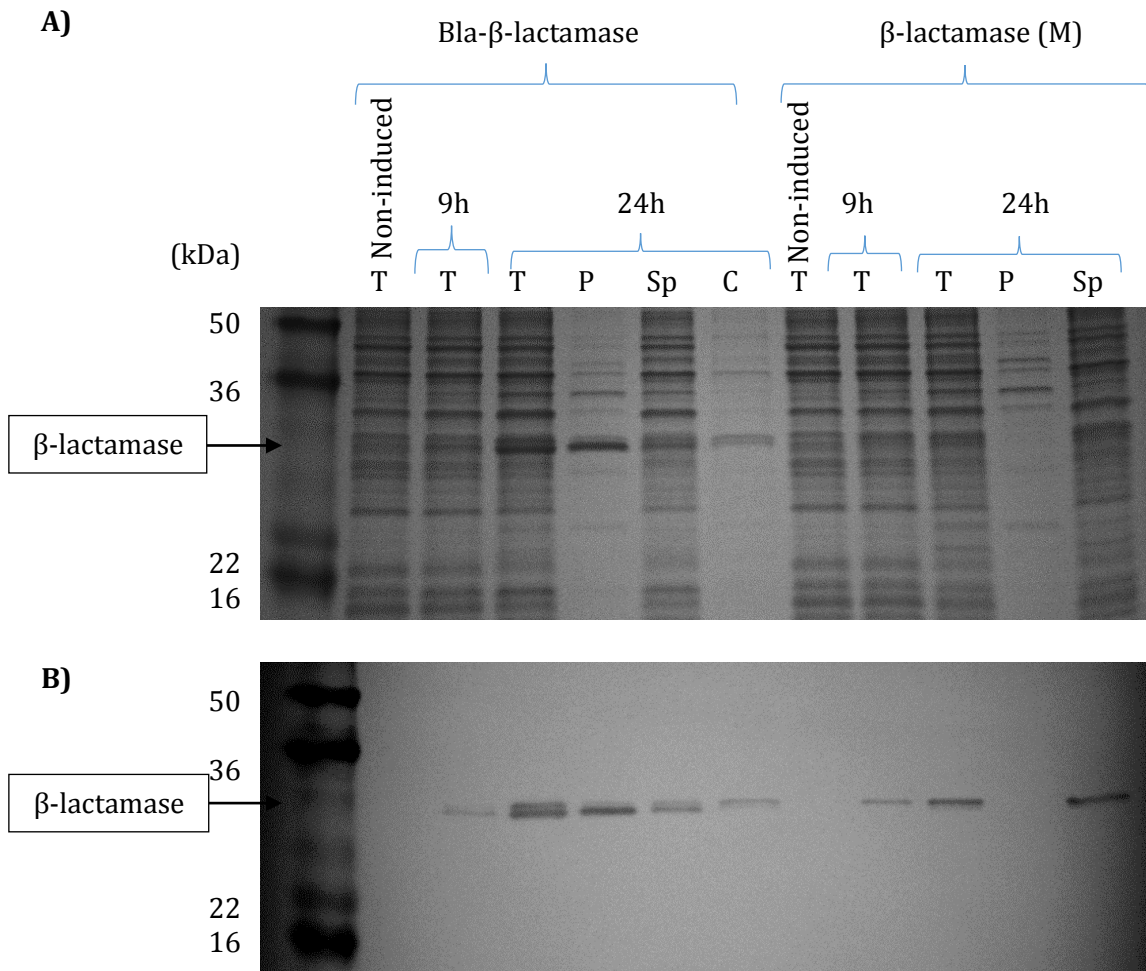 A)
Bla-β-lactamase β-lactamase (M)
Non-induced Non-induced
9h 24h 9h 24h
(kDa)
T T T P Sp C T T T P Sp
50
36
β-lactamase
22
16
B)
50
36
β-lactamase
22
16